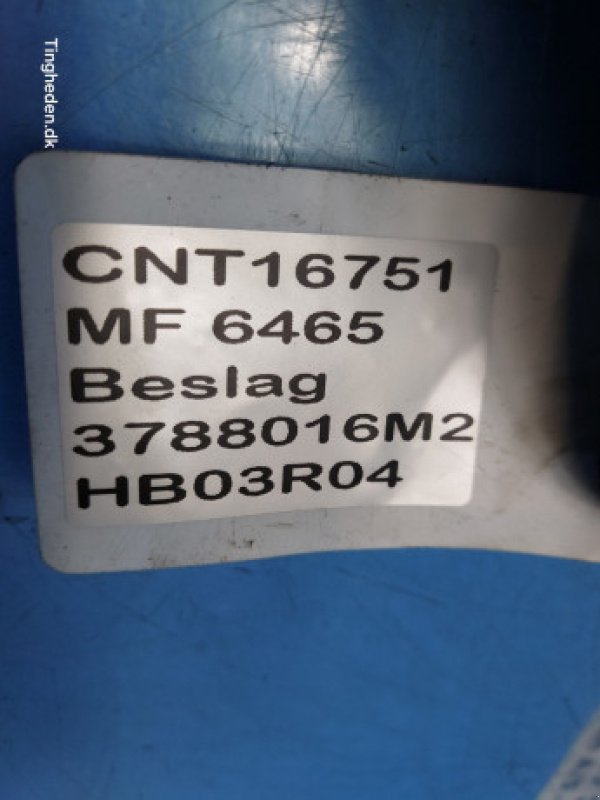 Tingheden.dk
CNT16751
MF 6465
Beslag
3788016M2
HB03R04